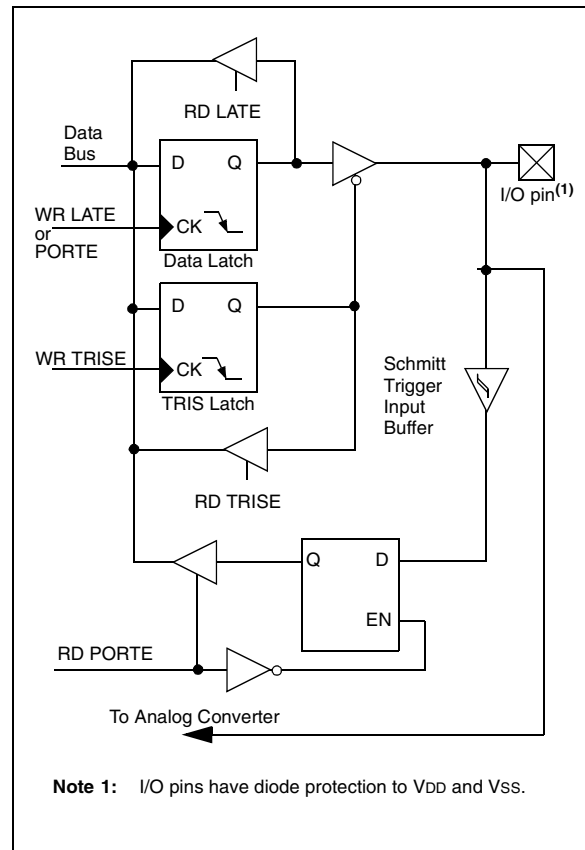 RD LATE
Data
Bus
D Q
I/O pin(1)
WR LATE
or
PORTE
CK
Data Latch
D Q
WR TRISE
CK
TRIS Latch
Schmitt
Trigger
Input
Buffer
RD TRISE
Q D
EN
RD PORTE
To Analog Converter
Note 1: I/O pins have diode protection to VDD and VSS.